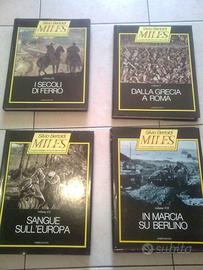 Silvio Bertoldi
MILES
I SECOLI
DI FERRO
Silvio Bertoldi
MILES
DALLA GRECIA
A ROMA
Silvio Bertoldi
MILES
SANGUE
SULL'EUROPA
Silvio Bertoldi
MILES
IN MARCIA
SU BERLINO
subito